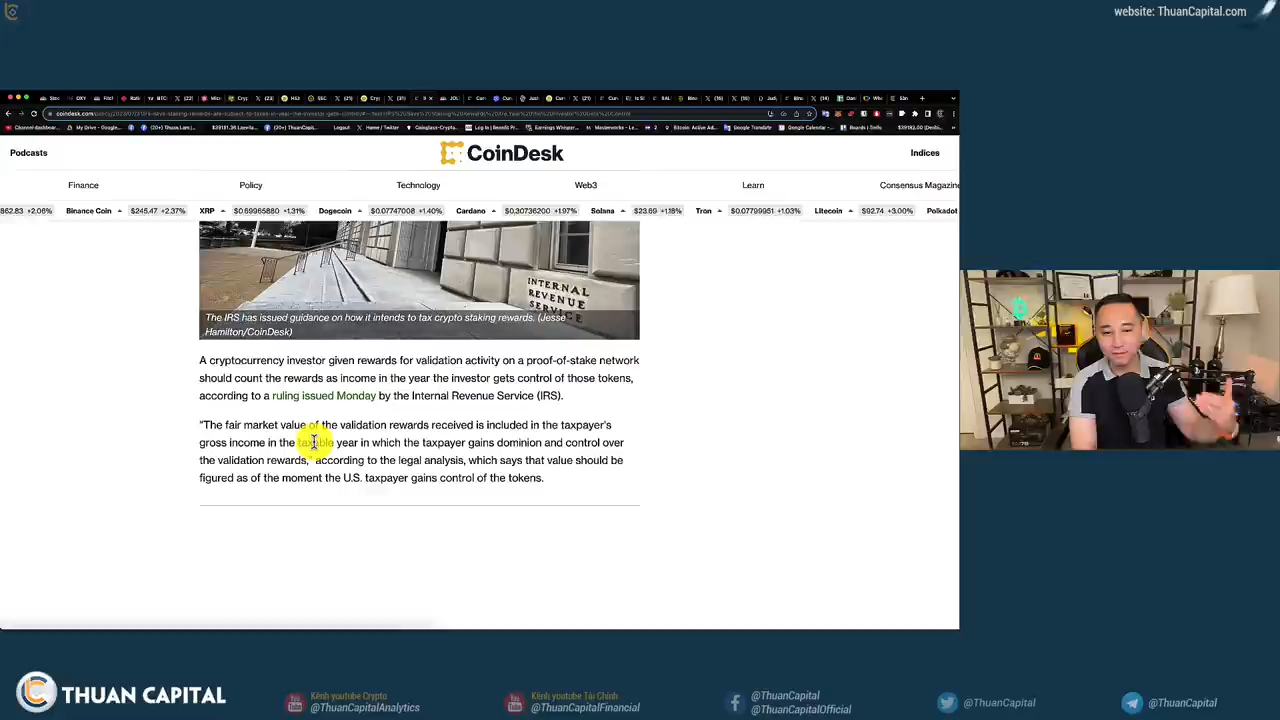 website: ThuanCapital.com
CoinDesk
Podcasts
Indices
Finance
Policy
Technology
Web3
Learn
Consensus Magazine
862.83 +2.06%
Binance Coin $245.47 +2.37%
XRP $0.69965880 +1.31%
Dogecoin $0.07747008 +1.40%
Cardano $0.30736200 +1.97%
Solana $23.69 +1.18%
Tron $0.07799951 +1.03%
Litecoin $92.74 +3.00%
Polkadot
INTERNAL
REVENUE
SERVICE
The IRS has issued guidance on how it intends to tax crypto staking rewards. (Jesse
Hamilton/CoinDesk)
A cryptocurrency investor given rewards for validation activity on a proof-of-stake network
should count the rewards as income in the year the investor gets control of those tokens,
according to a ruling issued Monday by the Internal Revenue Service (IRS).
“The fair market value of the validation rewards received is included in the taxpayer’s
gross income in the taxable year in which the taxpayer gains dominion and control over
the validation rewards,” according to the legal analysis, which says that value should be
figured as of the moment the U.S. taxpayer gains control of the tokens.
THUAN CAPITAL
Kênh youtube Crypto
@ThuanCapitalAnalytics
Kênh youtube Tài Chính
@ThuanCapitalFinancial
@ThuanCapital
@ThuanCapitalOfficial
@ThuanCapital
@ThuanCapital